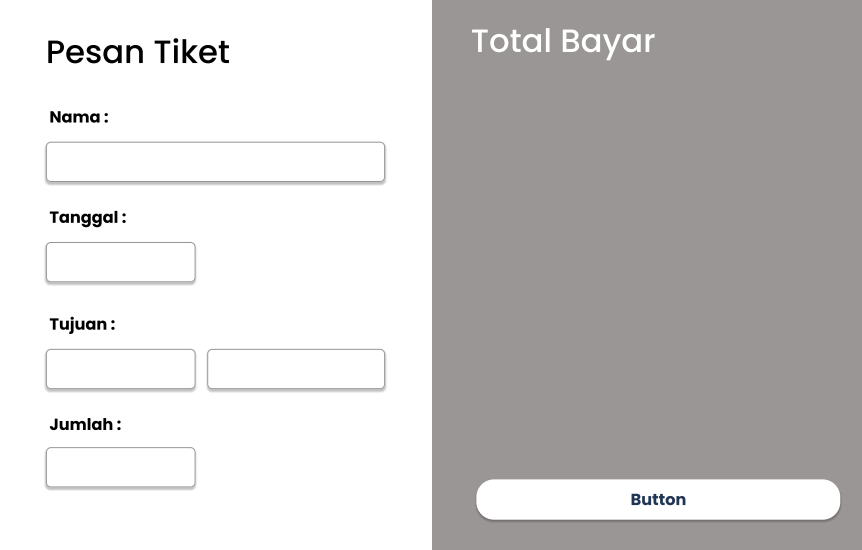 Pesan Tiket
Nama :
Tanggal :
Tujuan :
Jumlah :
Total Bayar
Button